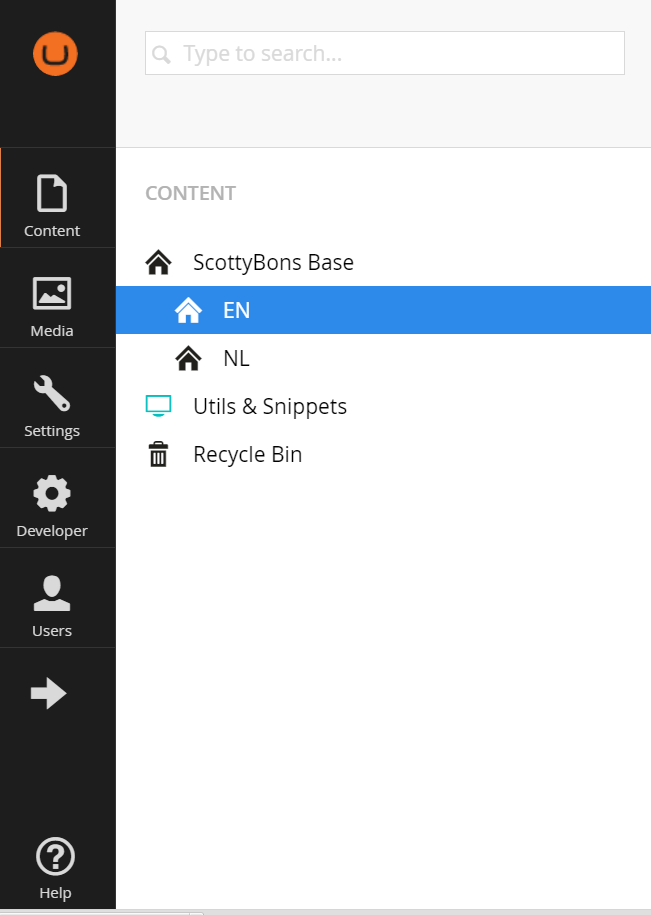 Type to search...
Content
Media
Settings
Developer
Users
Help
CONTENT
ScottyBons Base
EN
NL
Utils & Snippets
Recycle Bin